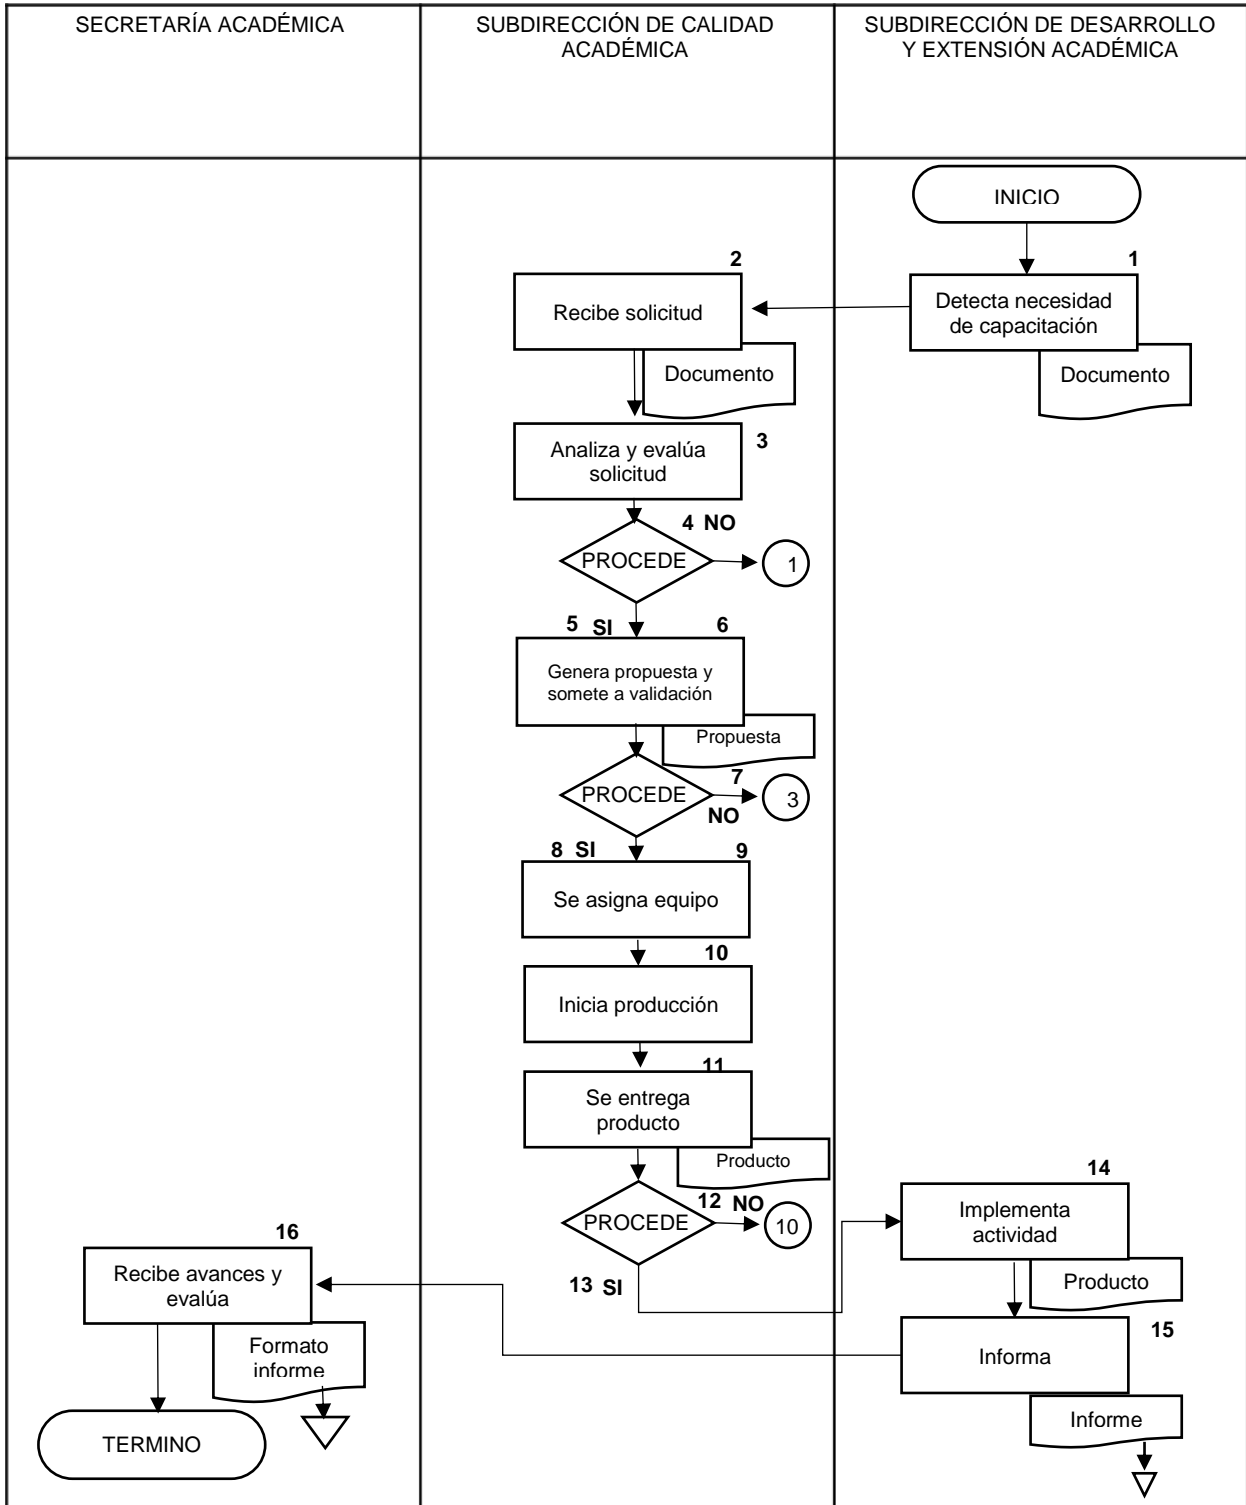 SECRETARÍA ACADÉMICA
SUBDIRECCIÓN DE CALIDAD
ACADÉMICA
SUBDIRECCIÓN DE DESARROLLO
Y EXTENSIÓN ACADÉMICA
INICIO
1
Detecta necesidad
de capacitación
Documento
2
Recibe solicitud
Documento
3
Analiza y evalúa
solicitud
4 NO
PROCEDE
1
5 SI
6
Genera propuesta y
somete a validación
Propuesta
7
PROCEDE
NO
3
8 SI
9
Se asigna equipo
10
Inicia producción
11
Se entrega
producto
Producto
12 NO
PROCEDE
10
13 SI
14
Implementa
actividad
Producto
15
Informa
Informe
16
Recibe avances y
evalúa
Formato
informe
TERMINO